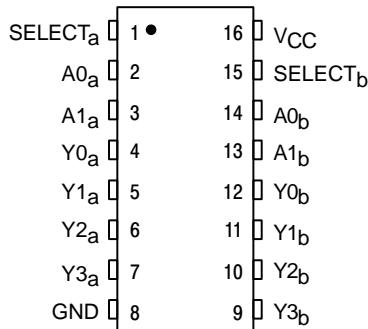 SELECTa 1 16 VCC
A0a 2 15 SELECTb
A1a 3 14 A0b
Y0a 4 13 A1b
Y1a 5 12 Y0b
Y2a 6 11 Y1b
Y3a 7 10 Y2b
GND 8 9 Y3b